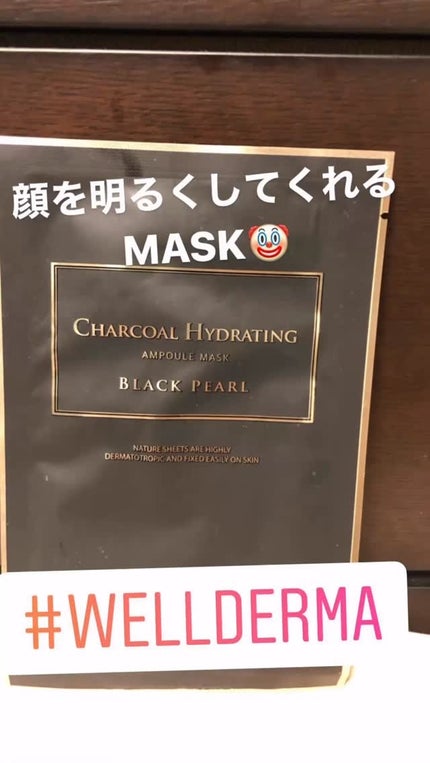 顔を明るくしてくれる
MASK🤡
CHARCOAL HYDRATING
AMPOULE MASK
BLACK PEARL
NATURE SHEETS ARE HIGHLY
DERMATOTROPIC AND FIXED EASILY ON SKIN
#WELLDERMA